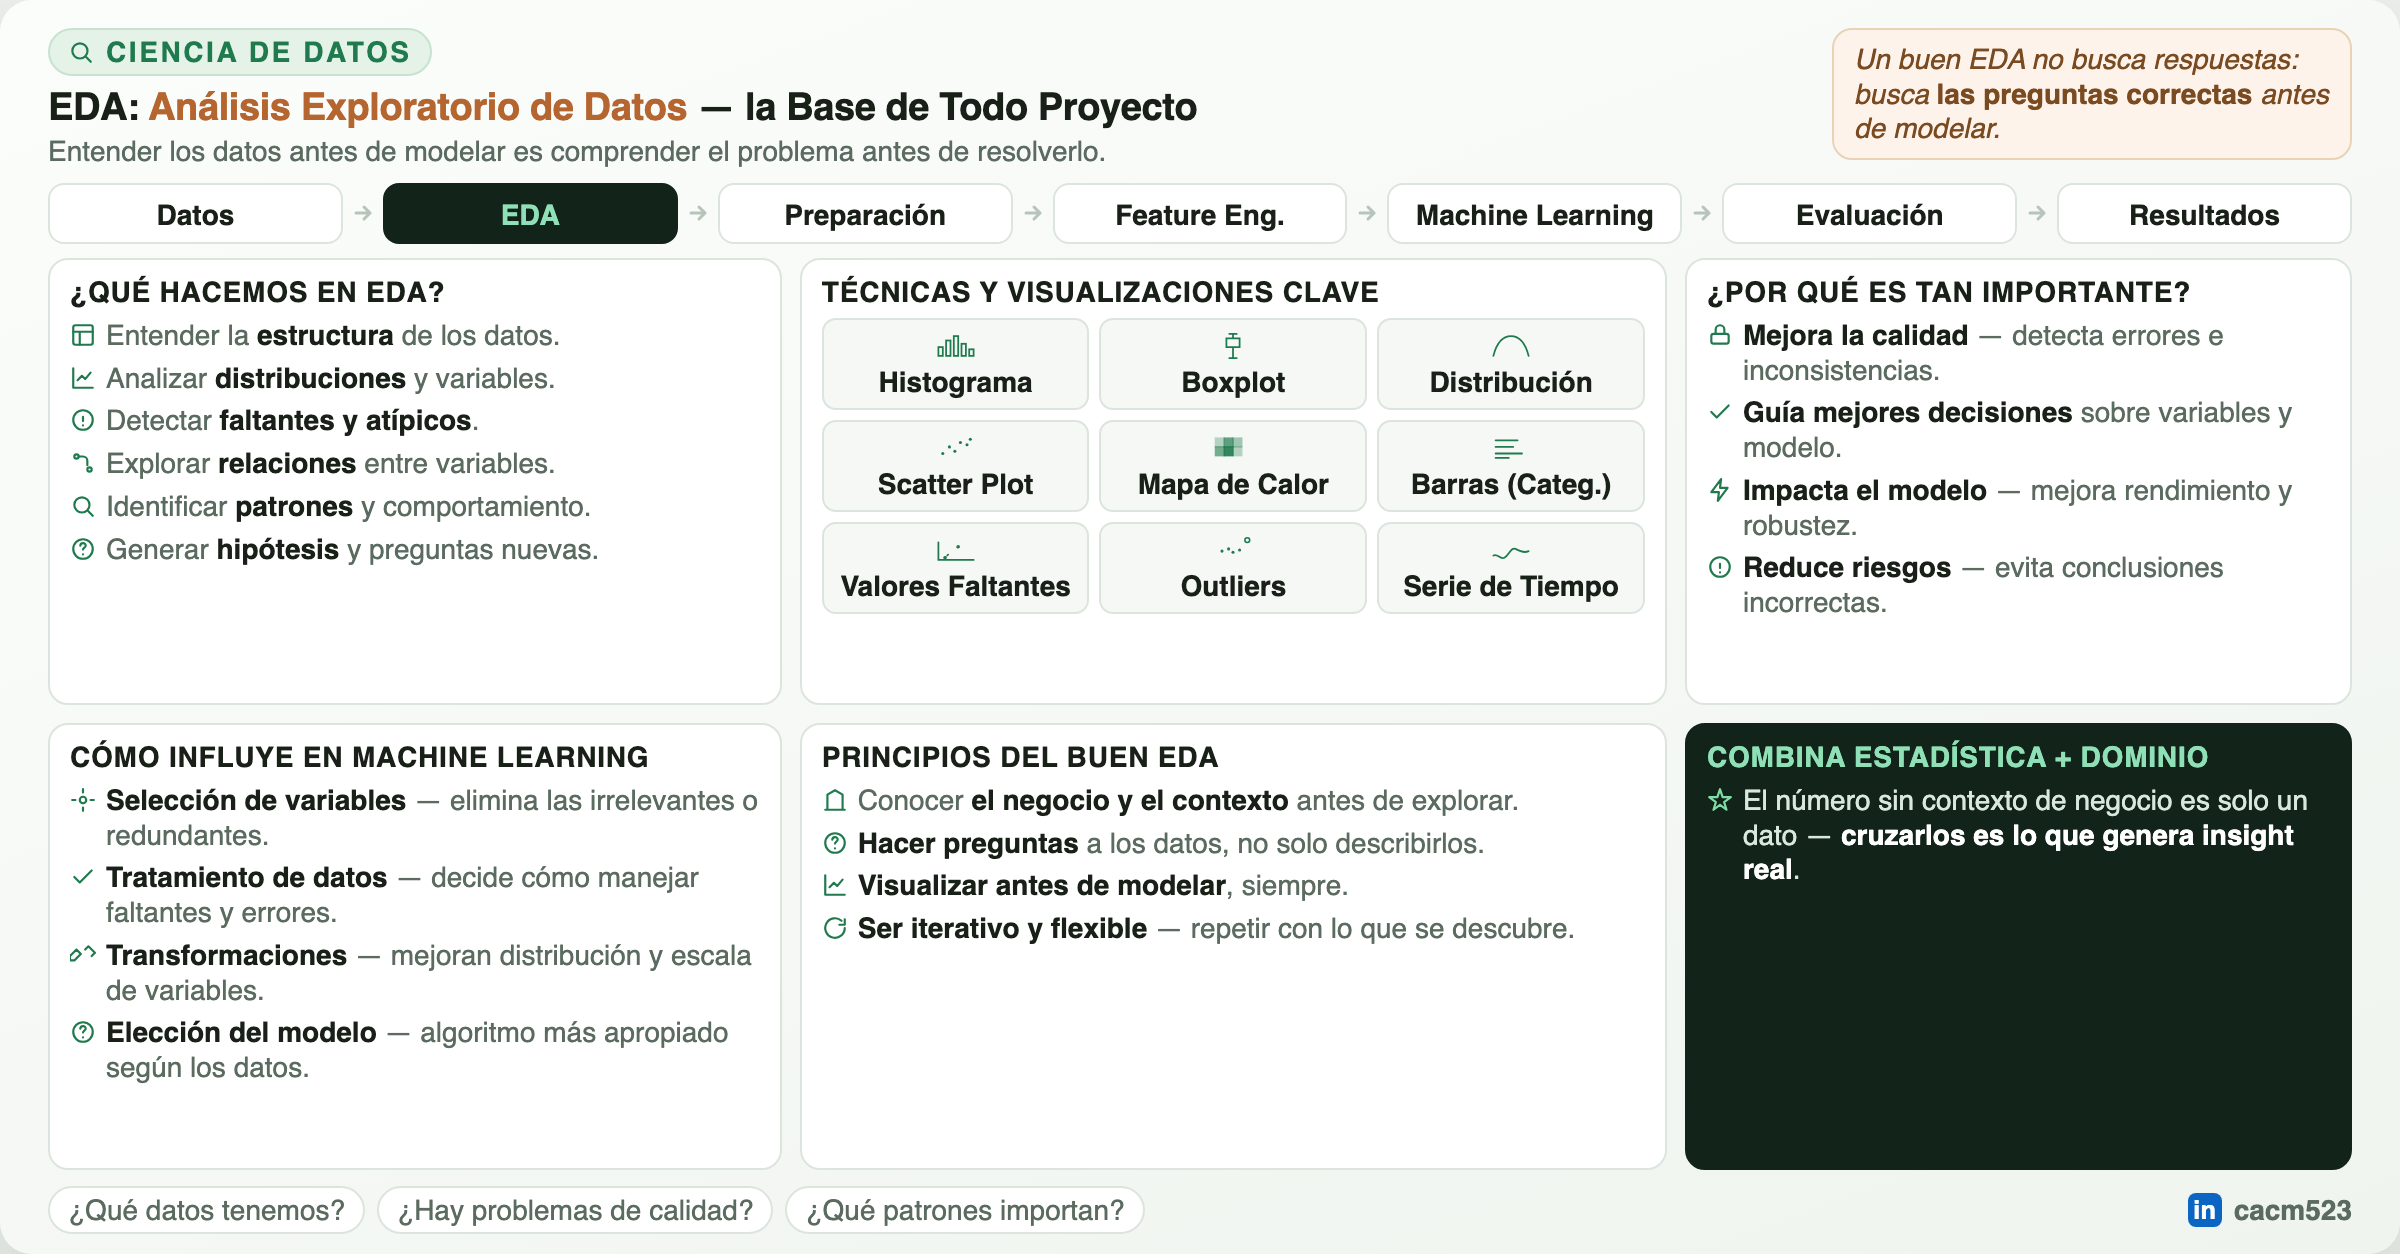 CIENCIA DE DATOS
EDA: Análisis Exploratorio de Datos — la Base de Todo Proyecto
Entender los datos antes de modelar es comprender el problema antes de resolverlo.
Un buen EDA no busca respuestas:
busca las preguntas correctas antes
de modelar.
Datos
EDA
Preparación
Feature Eng.
Machine Learning
Evaluación
Resultados
¿QUÉ HACEMOS EN EDA?
Entender la estructura de los datos.
Analizar distribuciones y variables.
Detectar faltantes y atípicos.
Explorar relaciones entre variables.
Identificar patrones y comportamiento.
Generar hipótesis y preguntas nuevas.
TÉCNICAS Y VISUALIZACIONES CLAVE
Histograma
Boxplot
Distribución
Scatter Plot
Mapa de Calor
Barras (Categ.)
Valores Faltantes
Outliers
Serie de Tiempo
¿POR QUÉ ES TAN IMPORTANTE?
Mejora la calidad — detecta errores e
inconsistencias.
Guía mejores decisiones sobre variables y
modelo.
Impacta el modelo — mejora rendimiento y
robustez.
Reduce riesgos — evita conclusiones
incorrectas.
CÓMO INFLUYE EN MACHINE LEARNING
Selección de variables — elimina las irrelevantes o
redundantes.
Tratamiento de datos — decide cómo manejar
faltantes y errores.
Transformaciones — mejoran distribución y escala
de variables.
Elección del modelo — algoritmo más apropiado
según los datos.
PRINCIPIOS DEL BUEN EDA
Conocer el negocio y el contexto antes de explorar.
Hacer preguntas a los datos, no solo describirlos.
Visualizar antes de modelar, siempre.
Ser iterativo y flexible — repetir con lo que se descubre.
COMBINA ESTADÍSTICA + DOMINIO
El número sin contexto de negocio es solo un
dato — cruzarlos es lo que genera insight
real.
¿Qué datos tenemos?
¿Hay problemas de calidad?
¿Qué patrones importan?
in cacm523